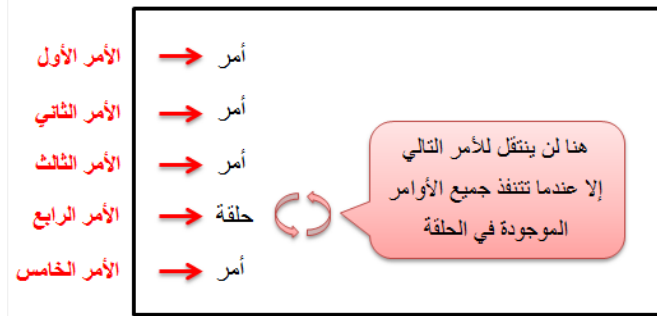 الأمر الأول أمر
الأمر الثاني أمر
الأمر الثالث أمر
الأمر الرابع حلقة
الأمر الخامس أمر
هنا لن ينتقل للأمر التالي
إلا عندما تتنفذ جميع الأوامر
الموجودة في الحلقة